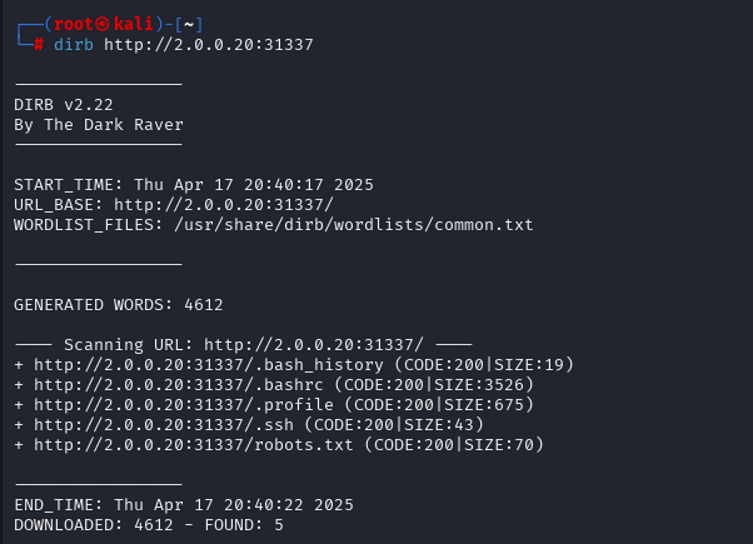 ┌──(root㉿kali)-[~]
└─# dirb http://2.0.0.20:31337

-----------------
DIRB v2.22
By The Dark Raver
-----------------

START_TIME: Thu Apr 17 20:40:17 2025
URL_BASE: http://2.0.0.20:31337/
WORDLIST_FILES: /usr/share/dirb/wordlists/common.txt

-----------------

GENERATED WORDS: 4612

---- Scanning URL: http://2.0.0.20:31337/ ----
+ http://2.0.0.20:31337/.bash_history (CODE:200|SIZE:19)
+ http://2.0.0.20:31337/.bashrc (CODE:200|SIZE:3526)
+ http://2.0.0.20:31337/.profile (CODE:200|SIZE:675)
+ http://2.0.0.20:31337/.ssh (CODE:200|SIZE:43)
+ http://2.0.0.20:31337/robots.txt (CODE:200|SIZE:70)

-----------------
END_TIME: Thu Apr 17 20:40:22 2025
DOWNLOADED: 4612 - FOUND: 5